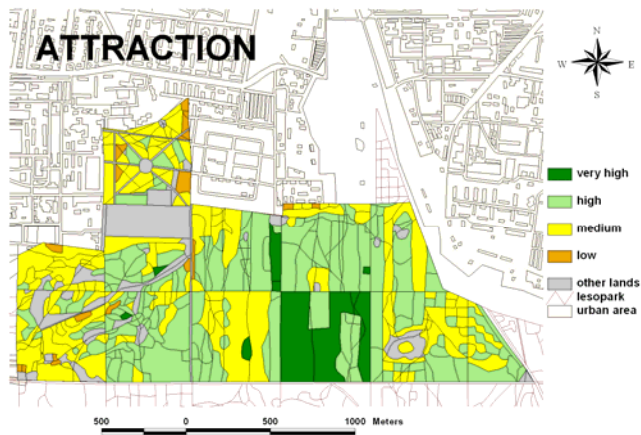 ATTRACTION
N
W E
S
very high
high
medium
low
other lands
lesopark
urban area
500 0 500 1000 Meters